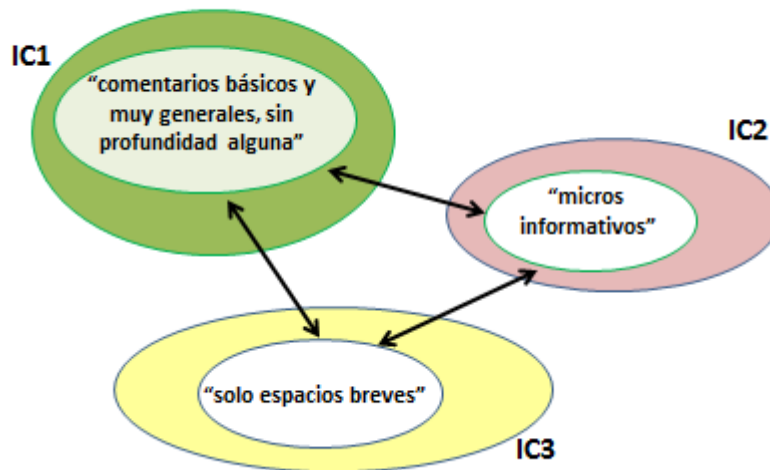 IC1
“comentarios básicos y
muy generales, sin
profundidad alguna”
IC2
“micros
informativos”
“solo espacios breves”
IC3